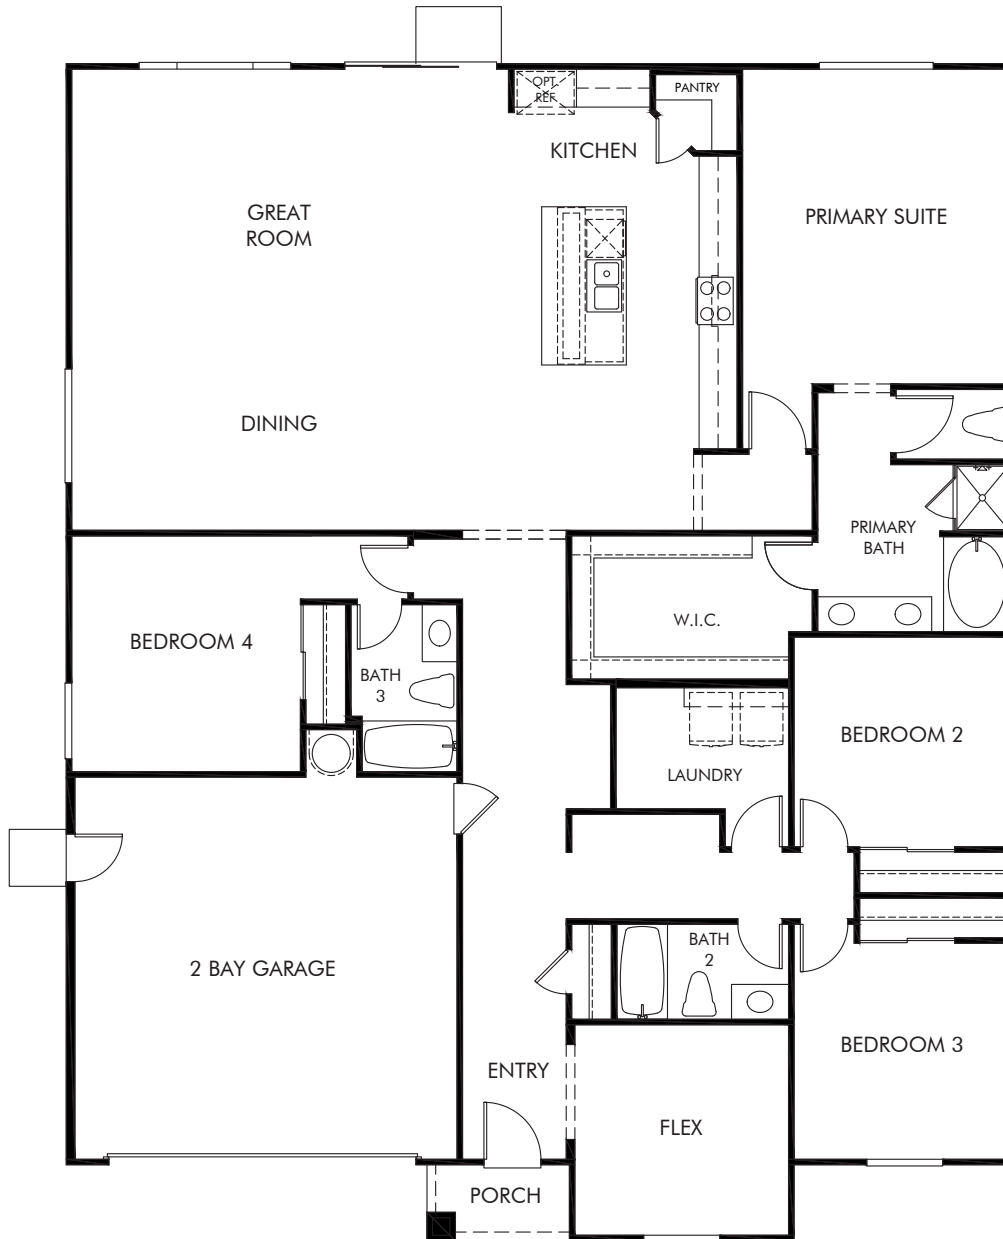 OPT.
REF.
PANTRY
KITCHEN
GREAT
ROOM
PRIMARY SUITE
DINING
PRIMARY
BATH
W.I.C.
BEDROOM 4
BATH
3
BEDROOM 2
LAUNDRY
2 BAY GARAGE
BATH
2
BEDROOM 3
ENTRY
FLEX
PORCH